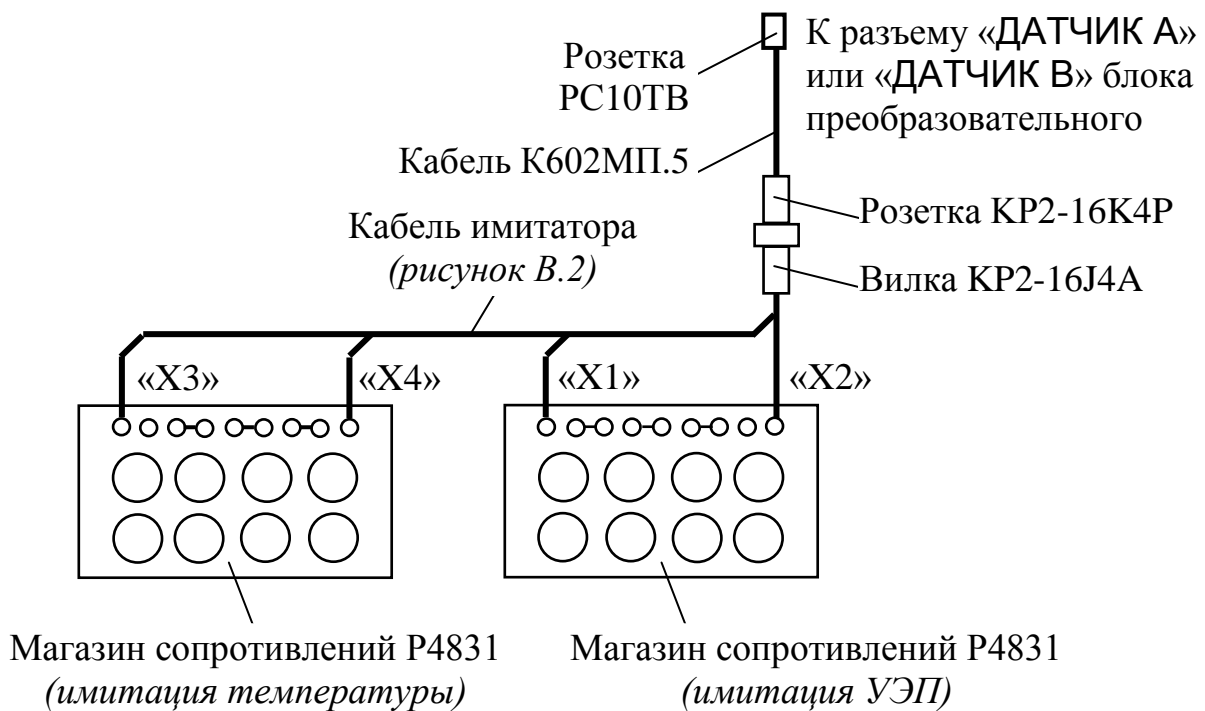 К разъему «ДАТЧИК А»
или «ДАТЧИК В» блока
преобразовательного
Розетка
РС10ТВ
Кабель К602МП.5
Розетка KP2-16K4P
Кабель имитатора
(рисунок В.2)
Вилка KP2-16J4A
«X3»
«X4»
«X1»
«X2»
Магазин сопротивлений Р4831
(имитация температуры)
Магазин сопротивлений Р4831
(имитация УЭП)